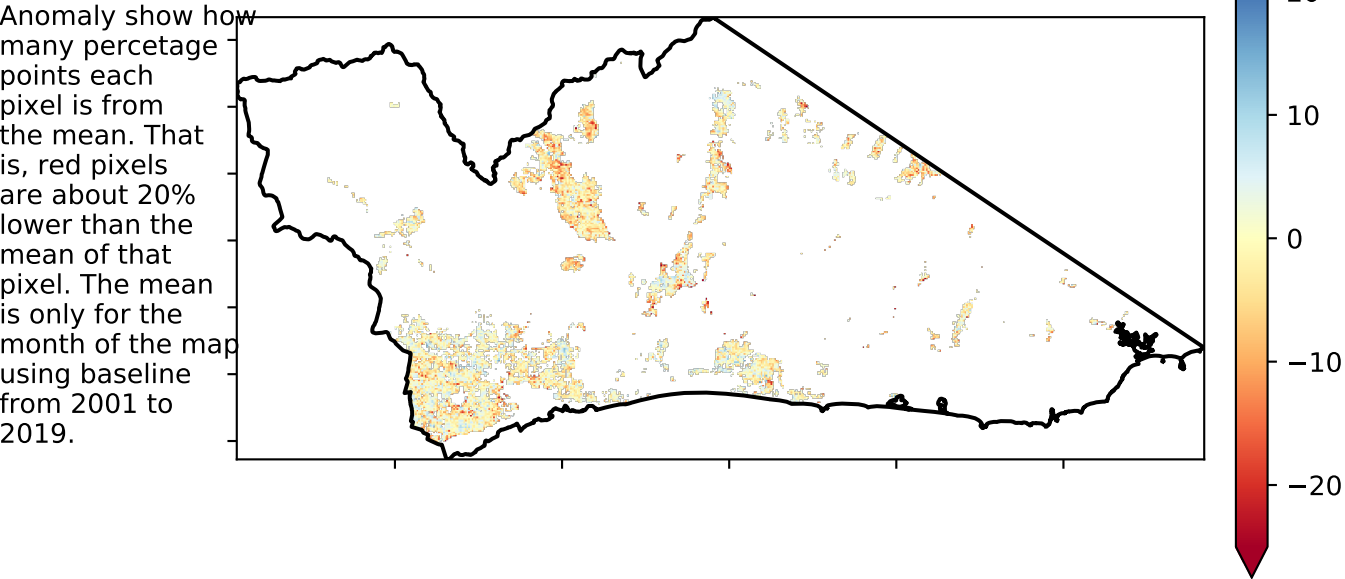 Anomaly show how
many percetage
points each
pixel is from
the mean. That
is, red pixels
are about 20%
lower than the
mean of that
pixel. The mean
is only for the
month of the map
using baseline
from 2001 to
2019.
10
0
−10
−20